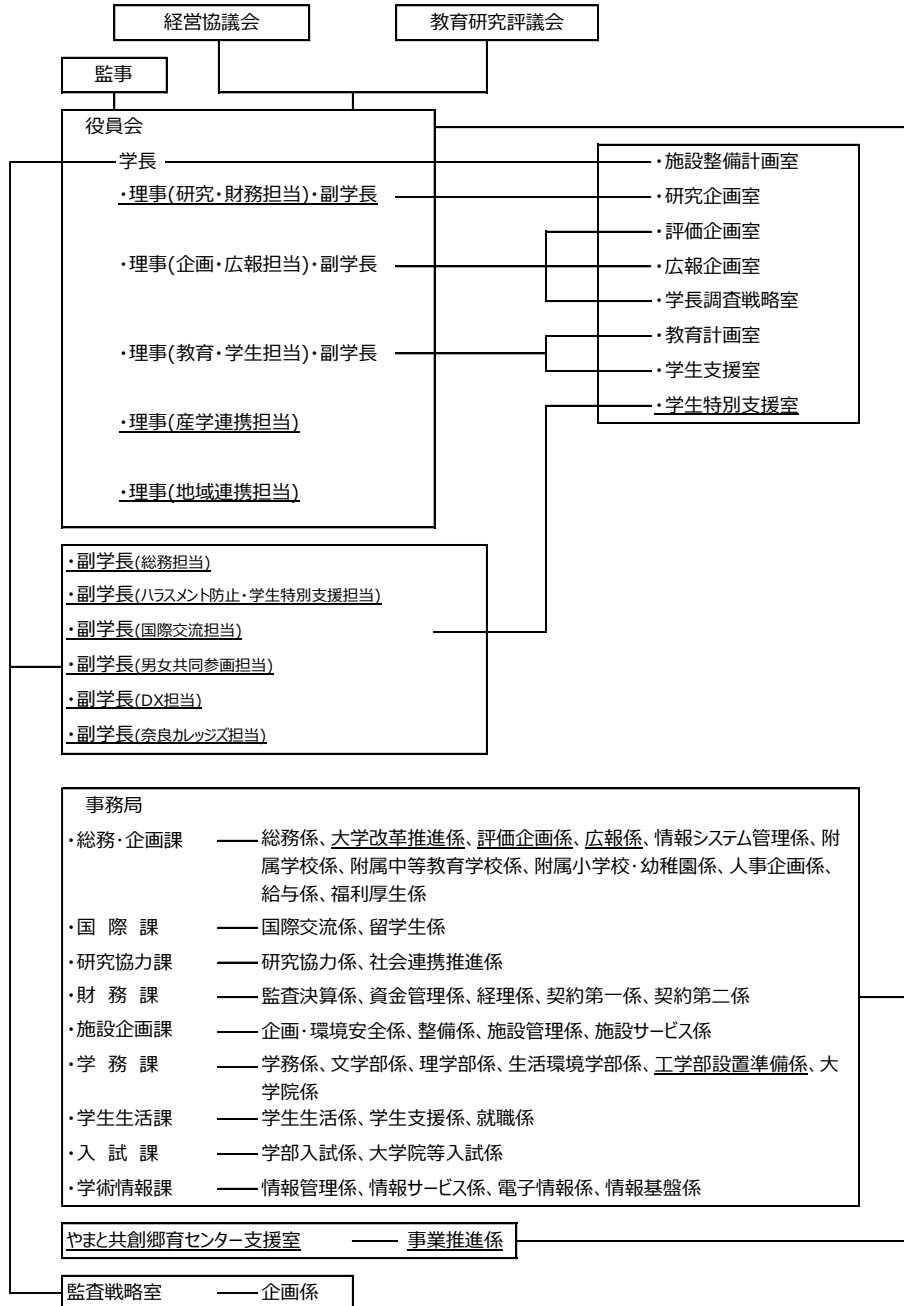 経営協議会
教育研究評議会
監事
役員会
学長
・施設整備計画室
・理事(研究・財務担当)・副学長
・研究企画室
・評価企画室
・理事(企画・広報担当)・副学長
・広報企画室
・学長調査戦略室
・教育計画室
・理事(教育・学生担当)・副学長
・学生支援室
・学生特別支援室
・理事(産学連携担当)
・理事(地域連携担当)
・副学長(総務担当)
・副学長(ハラスメント防止・学生特別支援担当)
・副学長(国際交流担当)
・副学長(男女共同参画担当)
・副学長(DX担当)
・副学長(奈良カレッジズ担当)
事務局
・総務・企画課 総務係、大学改革推進係、評価企画係、広報係、情報システム管理係、附
属学校係、附属中等教育学校係、附属小学校・幼稚園係、人事企画係、
給与係、福利厚生係
・国 際 課 国際交流係、留学生係
・研究協力課 研究協力係、社会連携推進係
・財 務 課 監査決算係、資金管理係、経理係、契約第一係、契約第二係
・施設企画課 企画・環境安全係、整備係、施設管理係、施設サービス係
・学 務 課 学務係、文学部係、理学部係、生活環境学部係、工学部設置準備係、大
学院係
・学生生活課 学生生活係、学生支援係、就職係
・入 試 課 学部入試係、大学院等入試係
・学術情報課 情報管理係、情報サービス係、電子情報係、情報基盤係
やまと共創郷育センター支援室 事業推進係
監査戦略室 企画係